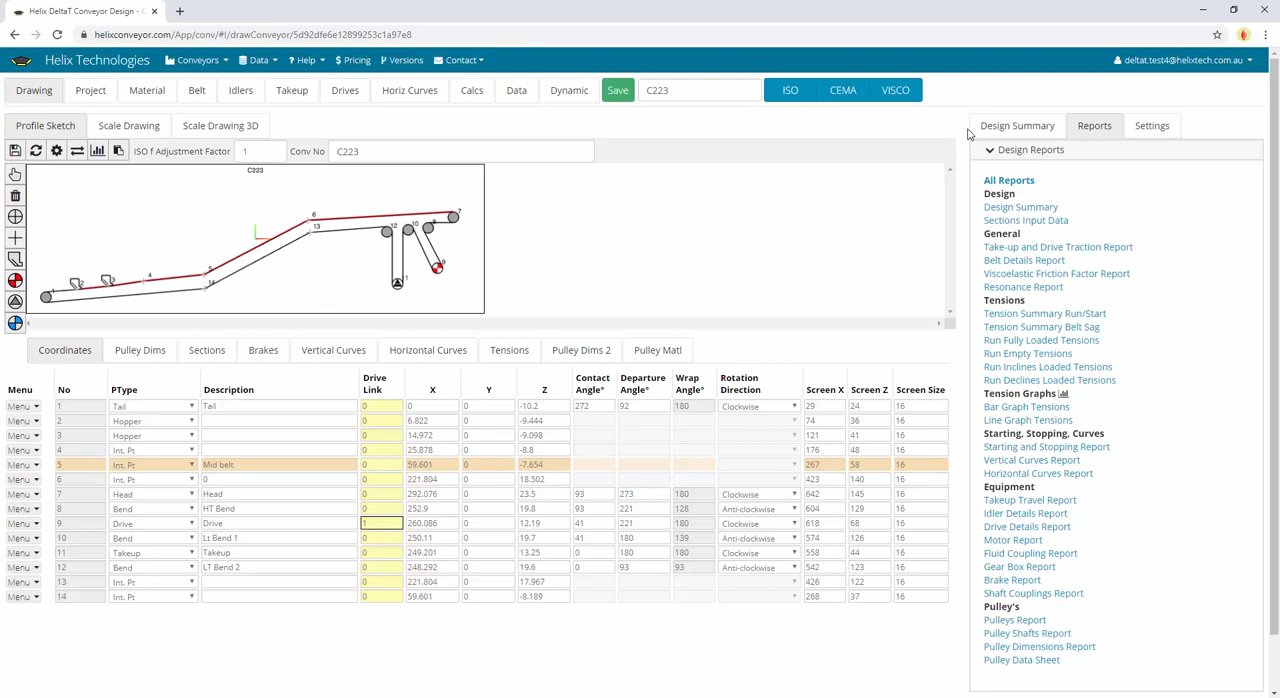 Helix DeltaT Conveyor Design - C
helixconveyor.com/App/conv/#!/drawConveyor/5d92dfe6e12899253c1a97e8
Helix Technologies Conveyors Data Help Pricing Versions Contact deltat.test4@helixtech.com.au
Drawing Project Material Belt Idlers Takeup Drives Horiz Curves Calcs Data Dynamic Save C223 ISO CEMA VISCO
Profile Sketch Scale Drawing Scale Drawing 3D
ISO f Adjustment Factor 1 Conv No C223
C223
4 5 6 7 9 10 12 13 14
Coordinates Pulley Dims Sections Brakes Vertical Curves Horizontal Curves Tensions Pulley Dims 2 Pulley Matl
Menu No PType Description Drive Link X Y Z Contact Angle° Departure Angle° Wrap Angle° Rotation Direction Screen X Screen Z Screen Size
Menu 1 Tail Tail 0 0 0 -10.2 272 92 180 Clockwise 29 24 16
Menu 2 Hopper 0 6.822 0 -9.444 74 36 16
Menu 3 Hopper 0 14.972 0 -9.098 121 41 16
Menu 4 Int. Pt 0 25.878 0 -8.8 176 48 16
Menu 5 Int. Pt Mid belt 0 59.601 0 -7.654 267 58 16
Menu 6 Int. Pt 0 0 221.804 0 18.502 423 140 16
Menu 7 Head Head 0 292.076 0 23.5 93 273 180 Clockwise 642 145 16
Menu 8 Bend HT Bend 0 252.9 0 19.8 93 221 128 Anti-clockwise 604 129 16
Menu 9 Drive Drive 1 260.086 0 12.19 41 221 180 Clockwise 618 68 16
Menu 10 Bend Lt Bend 1 0 250.11 0 19.7 41 180 139 Anti-clockwise 574 126 16
Menu 11 Takeup Takeup 0 249.201 0 13.25 0 180 180 Clockwise 558 44 16
Menu 12 Bend LT Bend 2 0 248.292 0 19.6 0 93 93 Anti-clockwise 542 123 16
Menu 13 Int. Pt 0 221.804 0 17.967 426 122 16
Menu 14 Int. Pt 0 59.601 0 -8.189 268 37 16
Design Summary Reports Settings
Design Reports
All Reports
Design
Design Summary
Sections Input Data
General
Take-up and Drive Traction Report
Belt Details Report
Viscoelastic Friction Factor Report
Resonance Report
Tensions
Tension Summary Run/Start
Tension Summary Belt Sag
Run Fully Loaded Tensions
Run Empty Tensions
Run Inclines Loaded Tensions
Run Declines Loaded Tensions
Tension Graphs
Bar Graph Tensions
Line Graph Tensions
Starting, Stopping, Curves
Starting and Stopping Report
Vertical Curves Report
Horizontal Curves Report
Equipment
Takeup Travel Report
Idler Details Report
Drive Details Report
Motor Report
Fluid Coupling Report
Gear Box Report
Brake Report
Shaft Couplings Report
Pulley's
Pulleys Report
Pulley Shafts Report
Pulley Dimensions Report
Pulley Data Sheet